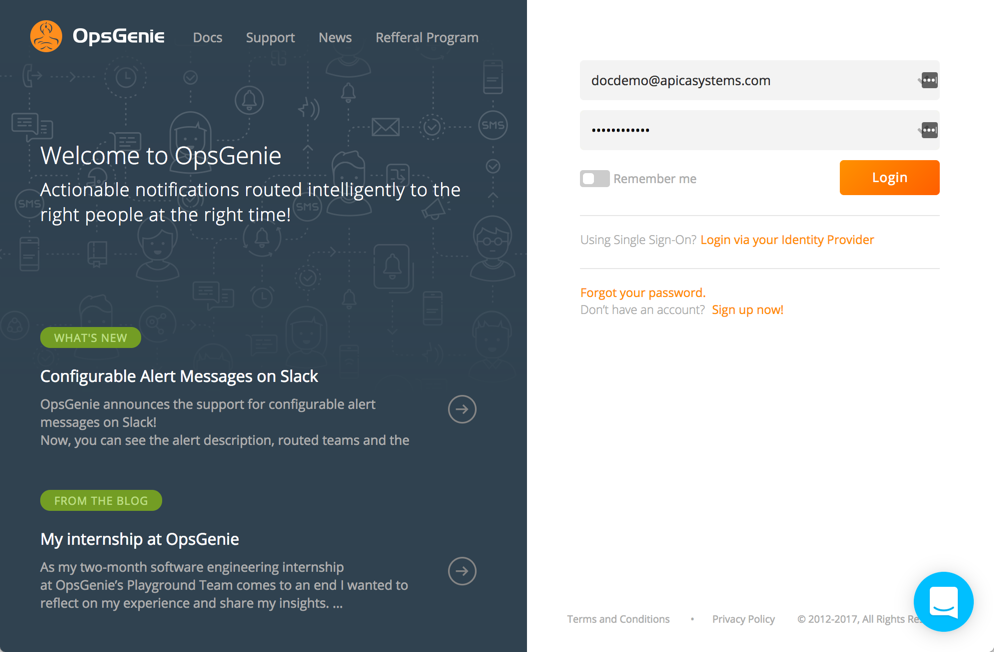 OpsGenie Docs Support News Refferal Program
SMS
Welcome to OpsGenie
Actionable notifications routed intelligently to the
SMS
SMS
right people at the right time!
WHAT'S NEW
Configurable Alert Messages on Slack
OpsGenie announces the support for configurable alert
messages on Slack!
Now, you can see the alert description, routed teams and the
FROM THE BLOG
My internship at OpsGenie
As my two-month software engineering internship
at OpsGenie's Playground Team comes to an end I wanted to
reflect on my experience and share my insights. ...
docdemo@apicasystems.com
••••••••••••
Remember me
Login
Using Single Sign-On? Login via your Identity Provider
Forgot your password.
Don't have an account? Sign up now!
Terms and Conditions • Privacy Policy © 2012-2017, All Rights